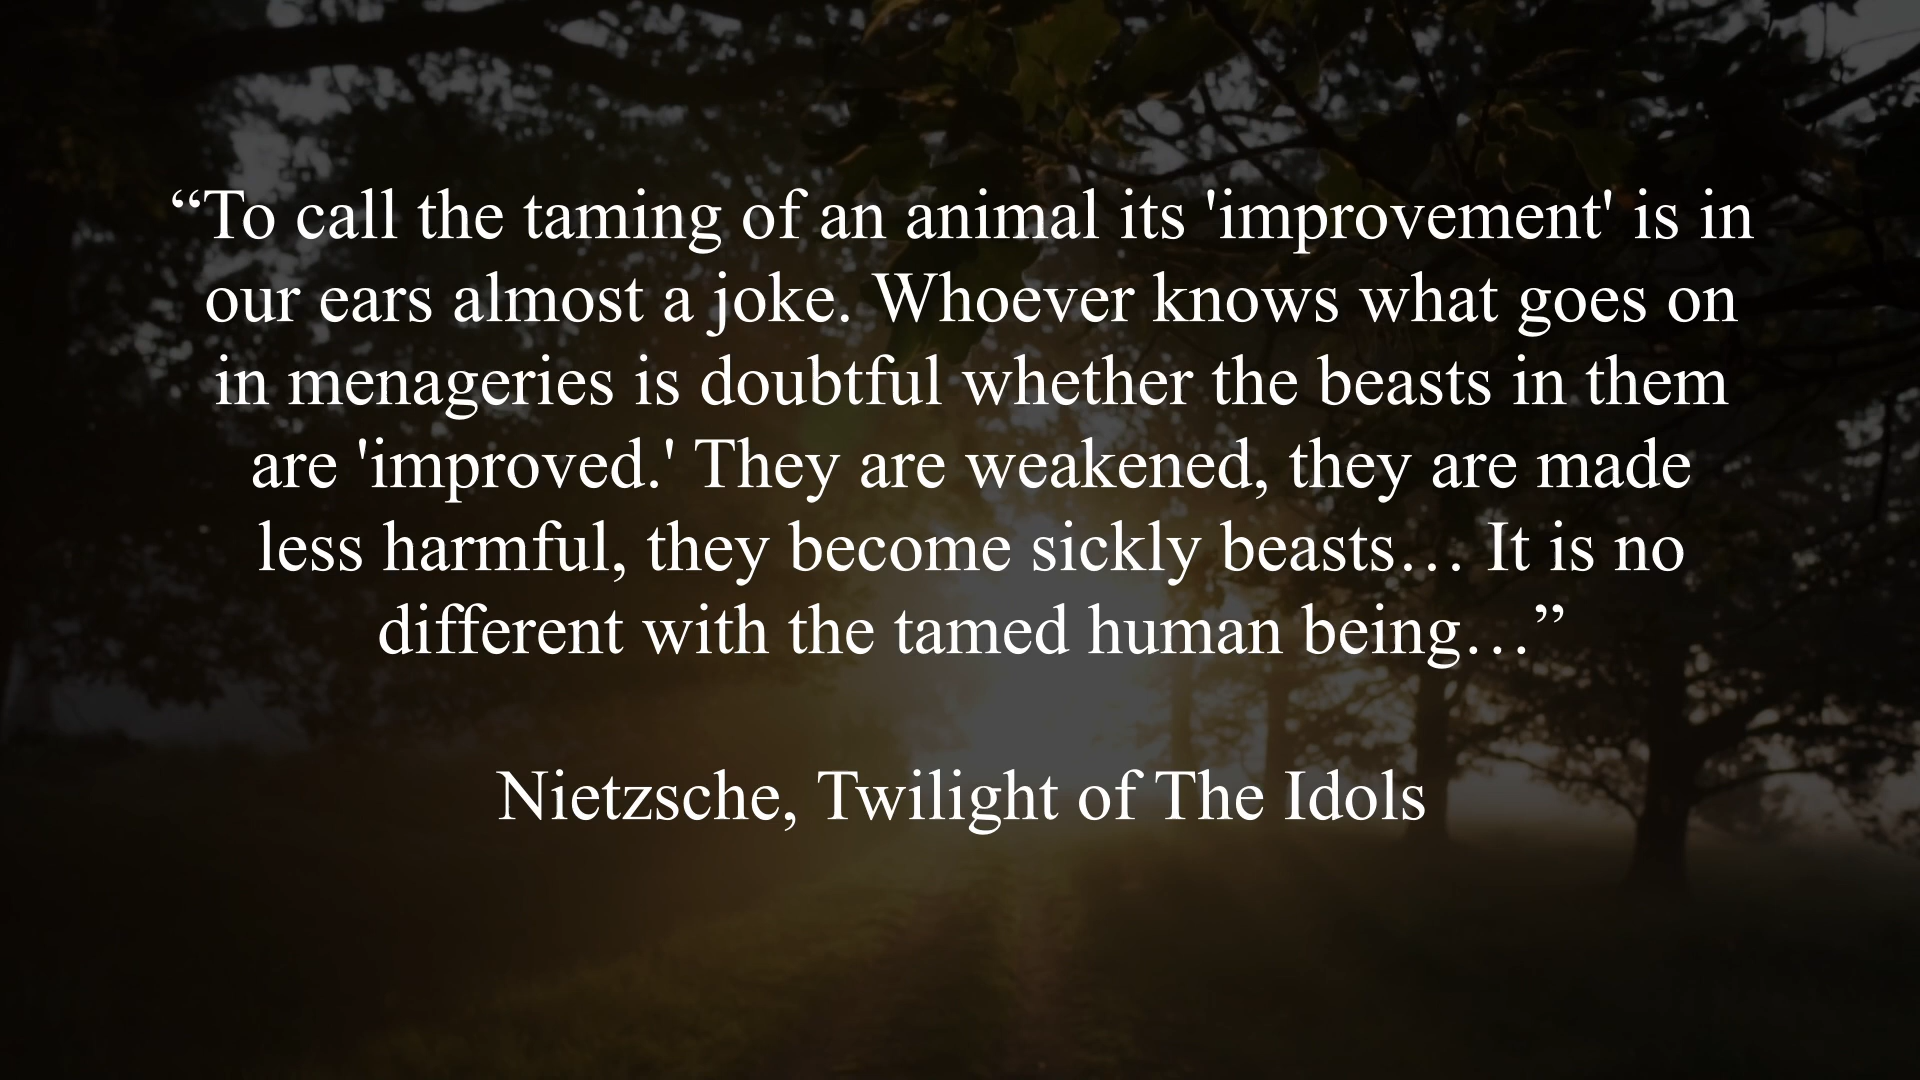 “To call the taming of an animal its 'improvement' is in
our ears almost a joke. Whoever knows what goes on
in menageries is doubtful whether the beasts in them
are 'improved.' They are weakened, they are made
less harmful, they become sickly beasts… It is no
different with the tamed human being…”
Nietzsche, Twilight of The Idols